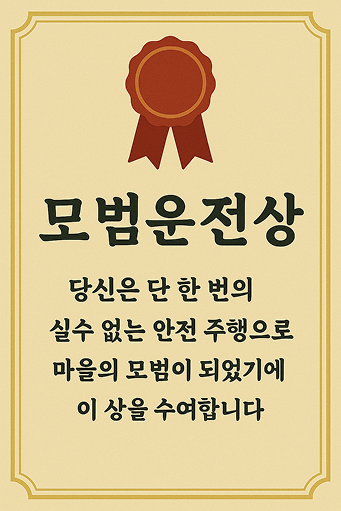 모범운전상
당신은 단 한 번의
실수 없는 안전 주행으로
마을의 모범이 되었기에
이 상을 수여합니다